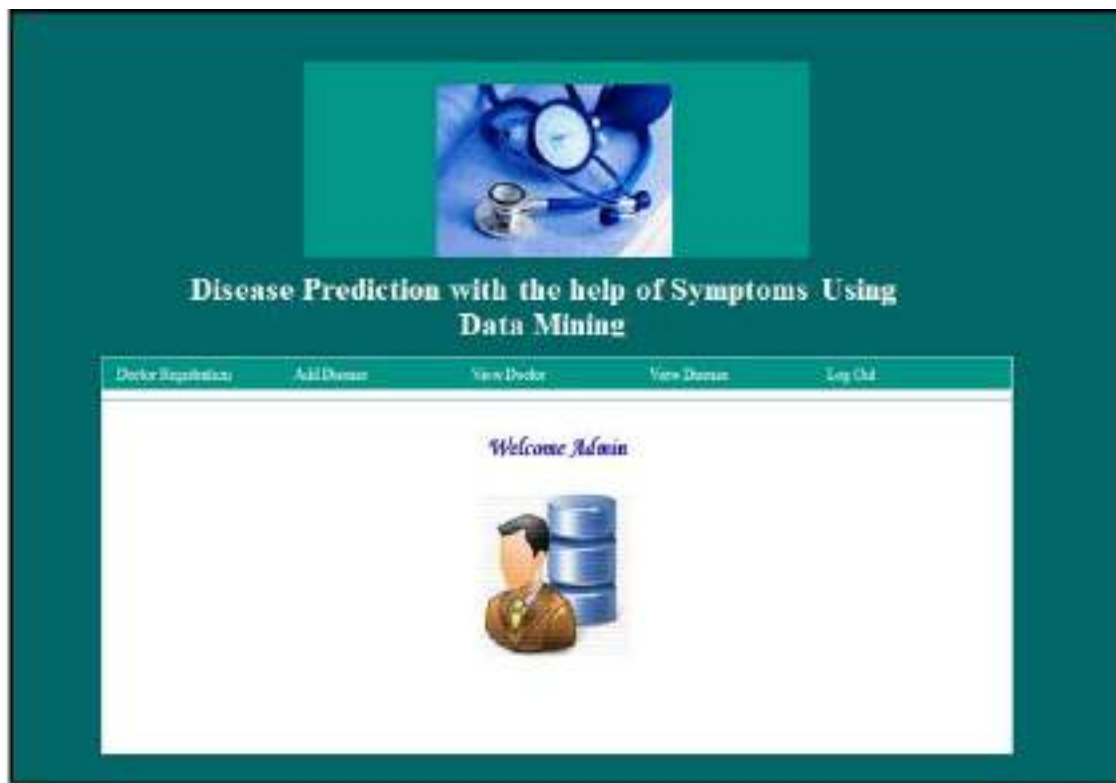 Disease Prediction with the help of Symptoms Using
Data Mining
Doctor Registration Add Disease View Doctor View Disease Log Out
Welcome Admin